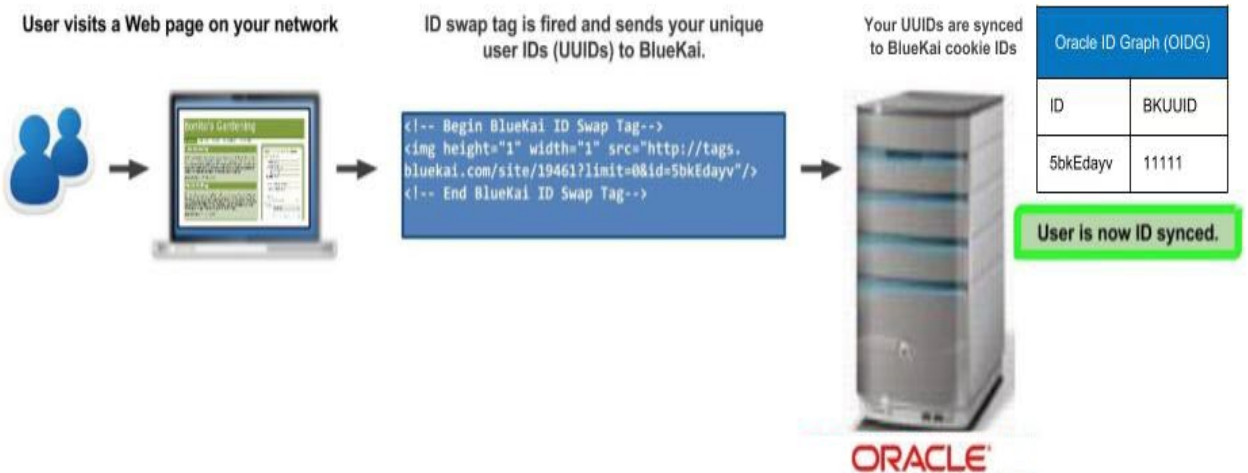 User visits a Web page on your network
ID swap tag is fired and sends your unique
user IDs (UUIDs) to BlueKai.
Your UUIDs are synced
to BlueKai cookie IDs
Oracle ID Graph (OIDG)
ID
BKUUID
5bkEdayv
11111
User is now ID synced.
Bonita's Gardening
<!-- Begin BlueKai ID Swap Tag-->
<img height="1" width="1" src="http://tags.
bluekai.com/site/19461?limit=0&id=5bkEdayv"/>
<!-- End BlueKai ID Swap Tag-->
ORACLE